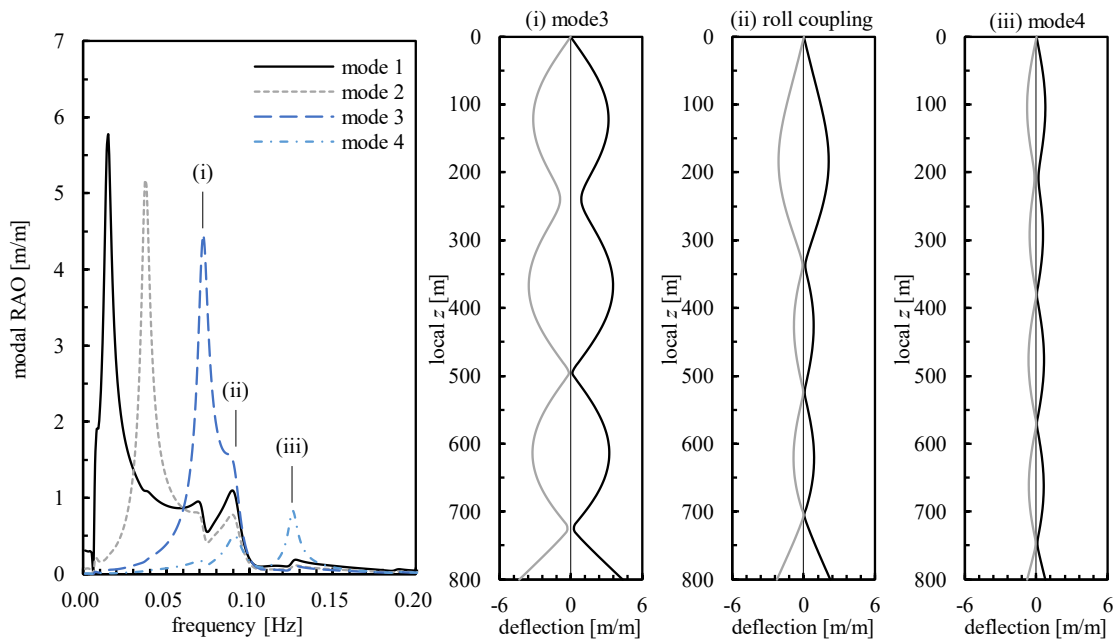 (i) mode3
(ii) roll coupling
(iii) mode4
modal RAO [m/m]
7
6
5
4
3
2
1
0
mode 1
mode 2
mode 3
mode 4
(i)
(ii)
(iii)
0.00
0.05
0.10
0.15
0.20
frequency [Hz]
local z [m]
0
100
200
300
400
500
600
700
800
-6
0
6
deflection [m/m]
local z [m]
0
100
200
300
400
500
600
700
800
-6
0
6
deflection [m/m]
local z [m]
0
100
200
300
400
500
600
700
800
-6
0
6
deflection [m/m]